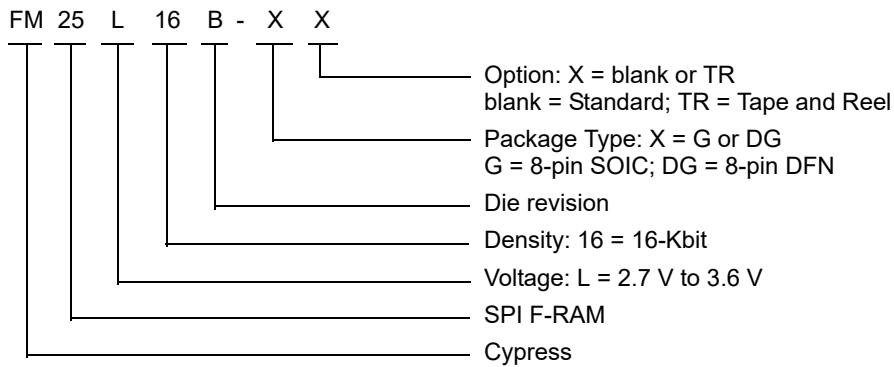 FM 25 L 16 B - X X
Option: X = blank or TR
blank = Standard; TR = Tape and Reel
Package Type: X = G or DG
G = 8-pin SOIC; DG = 8-pin DFN
Die revision
Density: 16 = 16-Kbit
Voltage: L = 2.7 V to 3.6 V
SPI F-RAM
Cypress